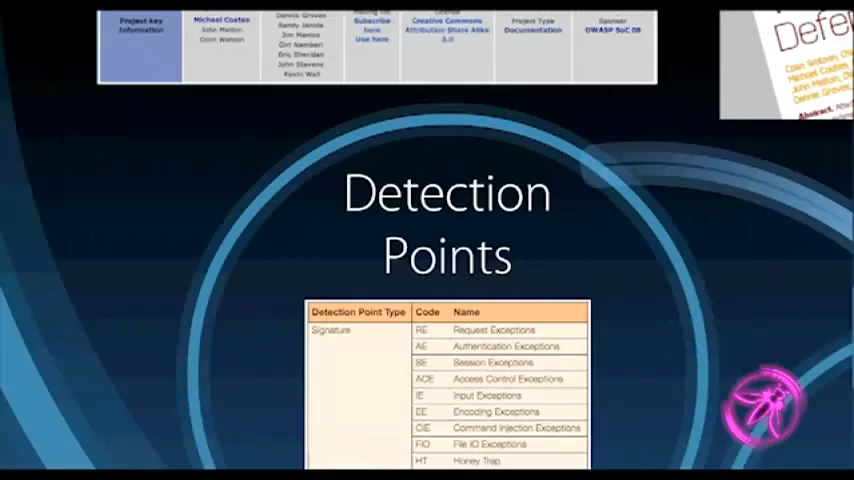 Project key
Information
Michael Coates
John Melton
Colin Watson
Dennis Groves
Randy Janida
Jim Manico
Giri Nambari
Eric Sheridan
John Stevens
Kevin Wall
Subscribe
here
Use here
Creative Commons
Attribution Share Alike
3.0
Project Type
Documentation
Sponsor
OWASP SoC 08
Colin Watson,
Michael Coates,
John Melton,
Dennis Groves
Abstract.
Detection
Points
Detection Point Type Code Name
Signature RE Request Exceptions
AE Authentication Exceptions
SE Session Exceptions
ACE Access Control Exceptions
IE Input Exceptions
EE Encoding Exceptions
CIE Command Injection Exceptions
FIO File IO Exceptions
HT Honey Trap